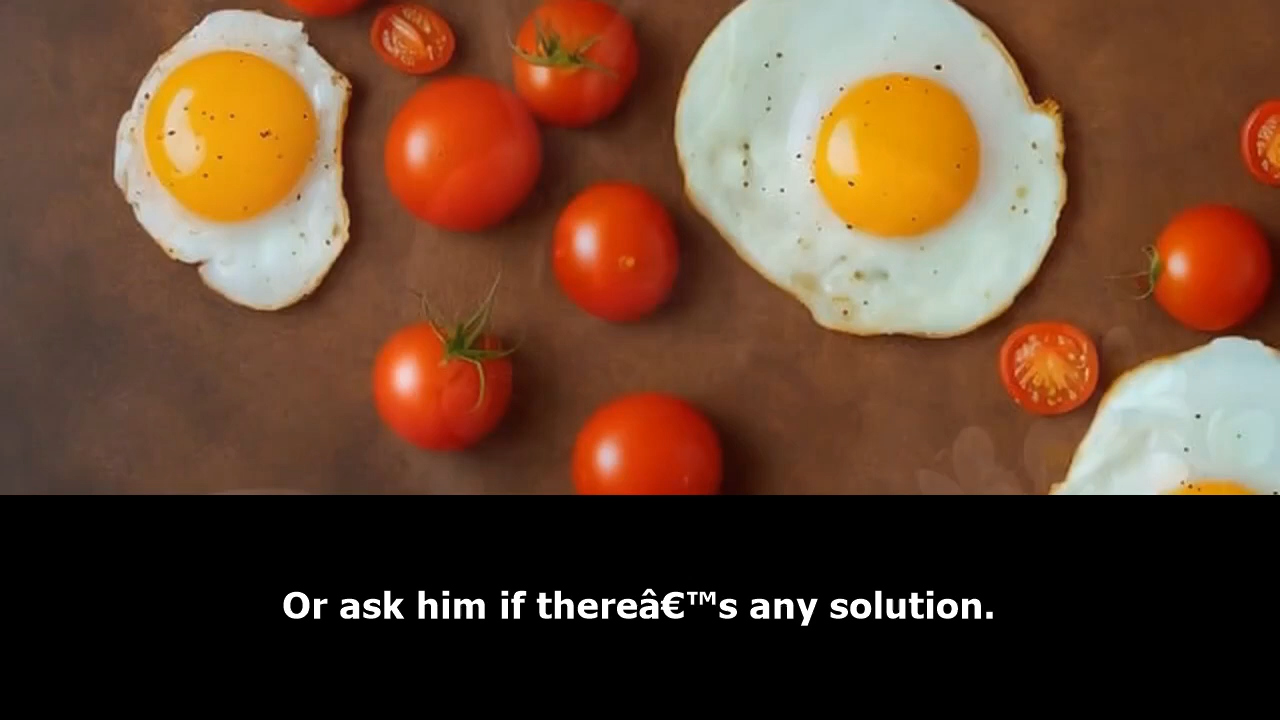 Or ask him if thereâ€™s any solution.